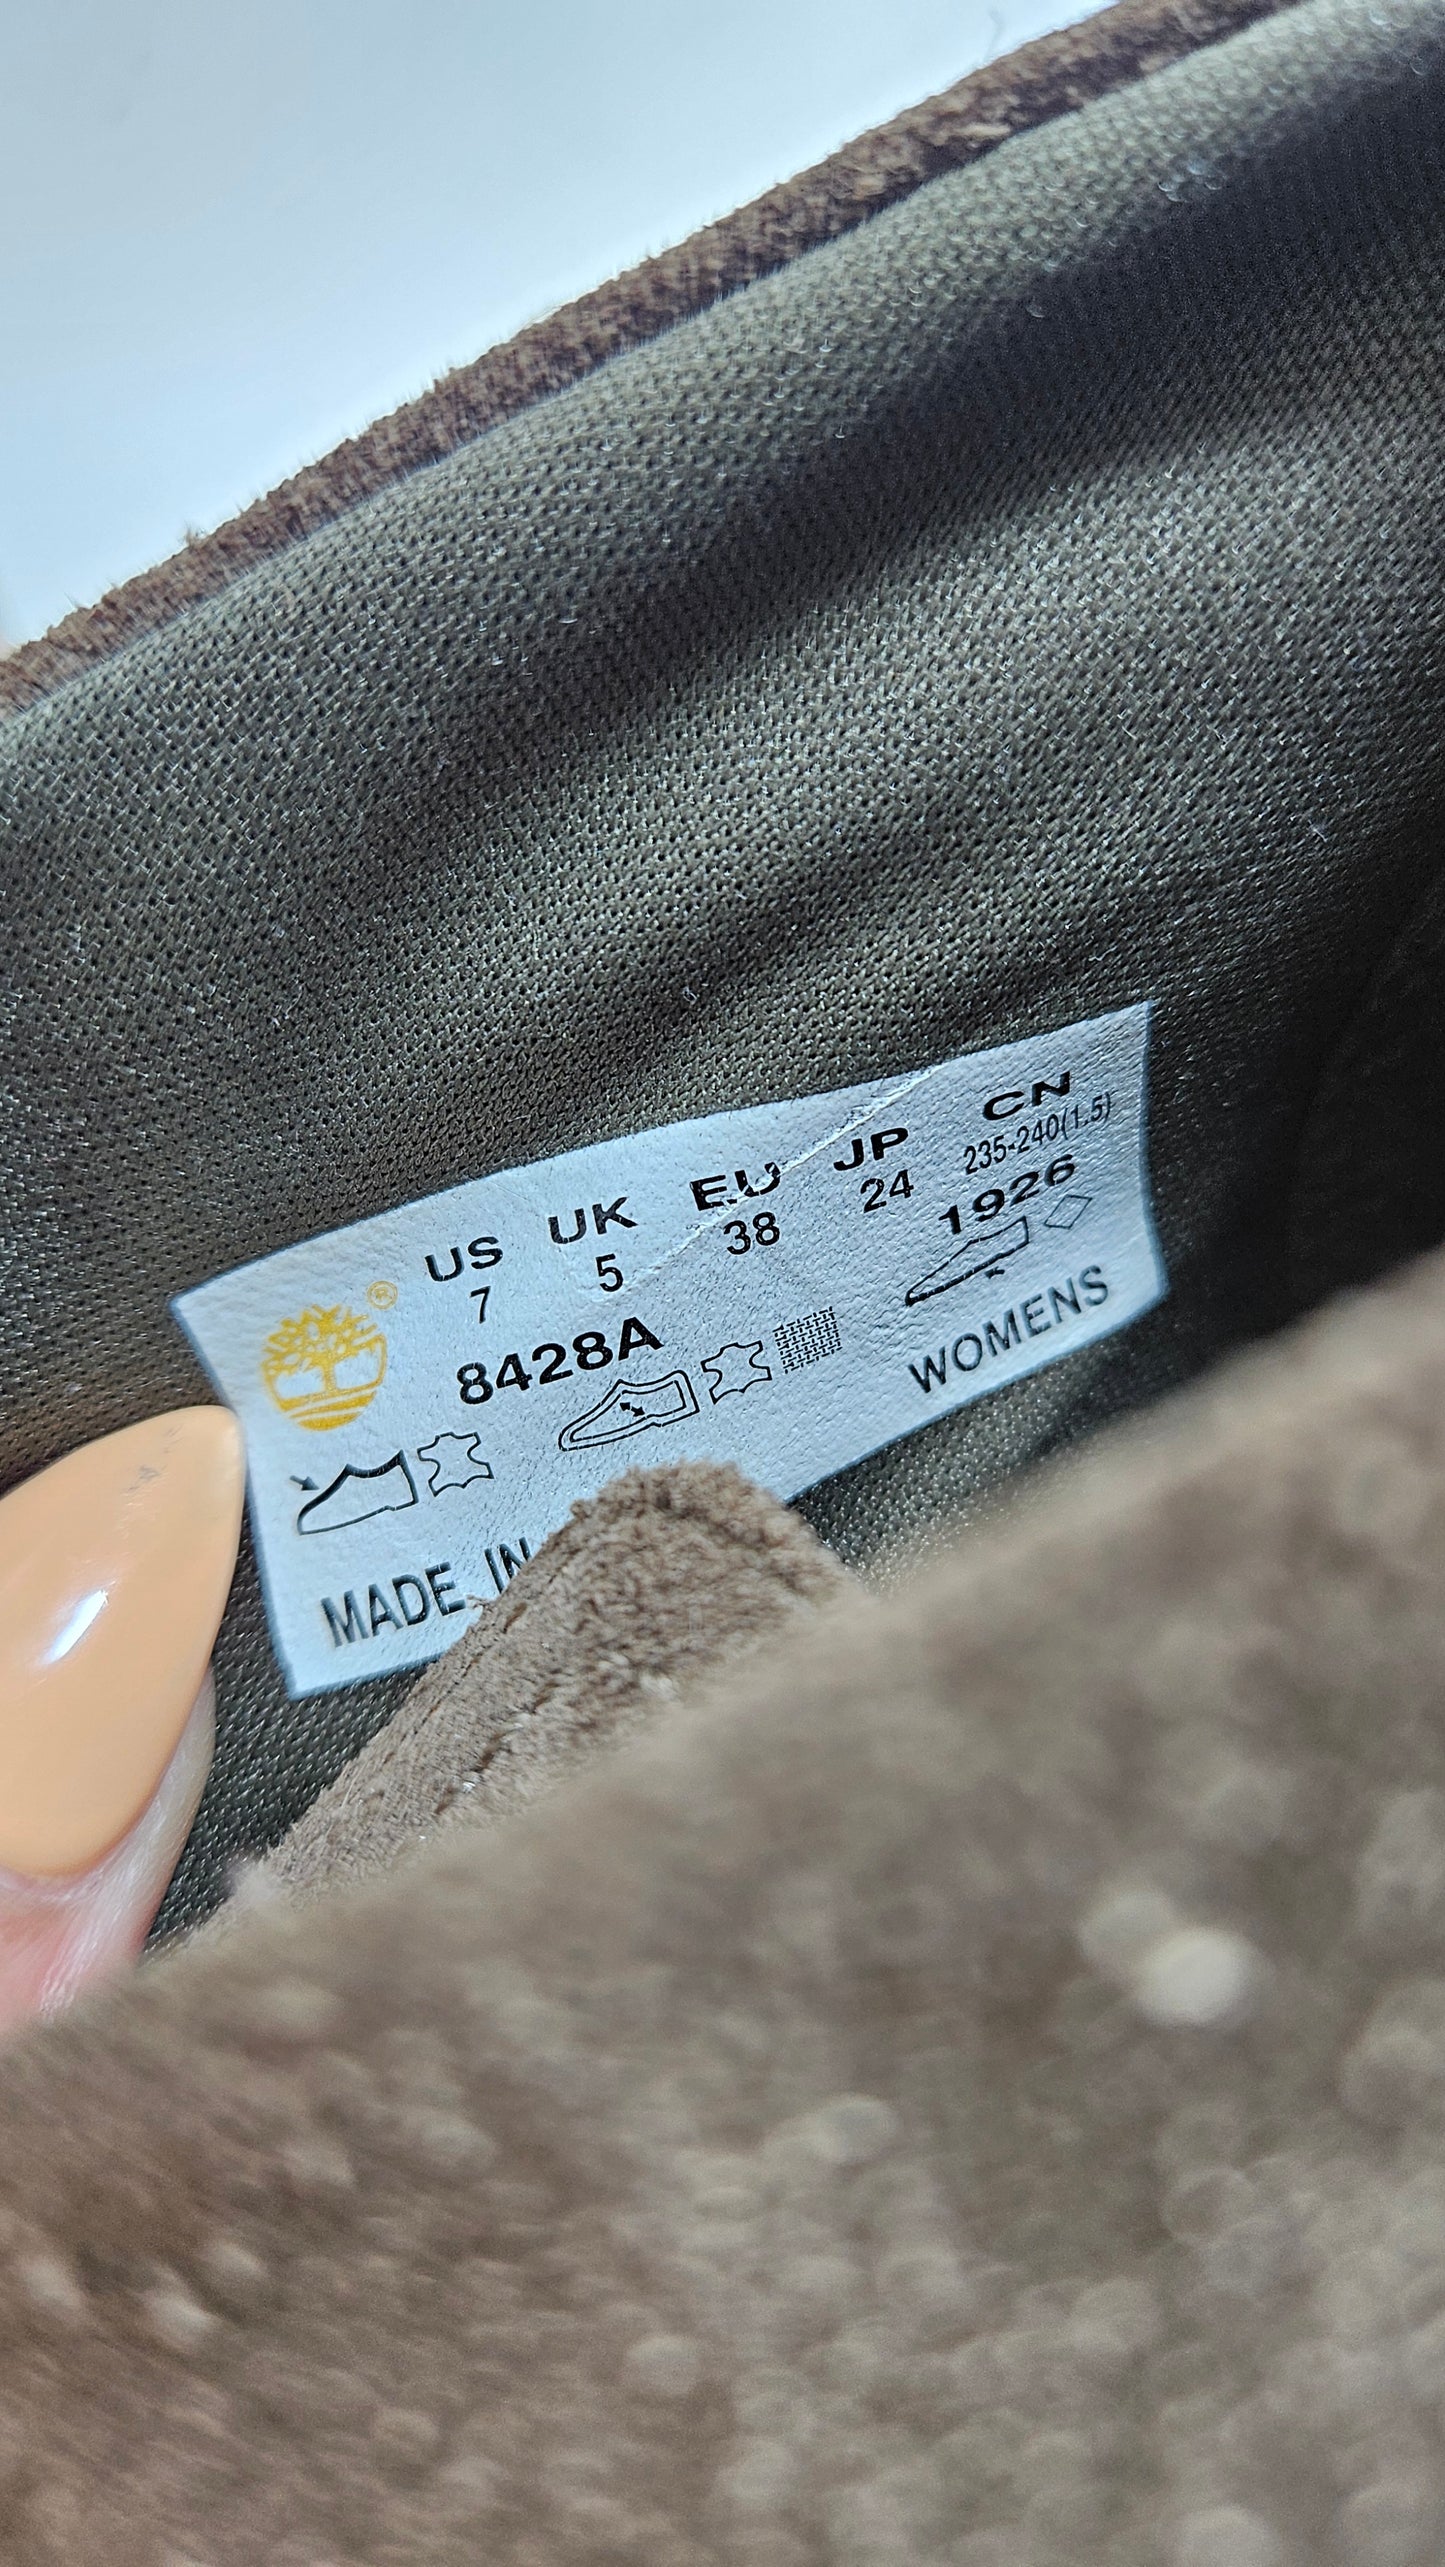 US UK EU JP CN
7 5 38 24 235-240(1.5)
8428A 1926
WOMENS
MADE IN
®